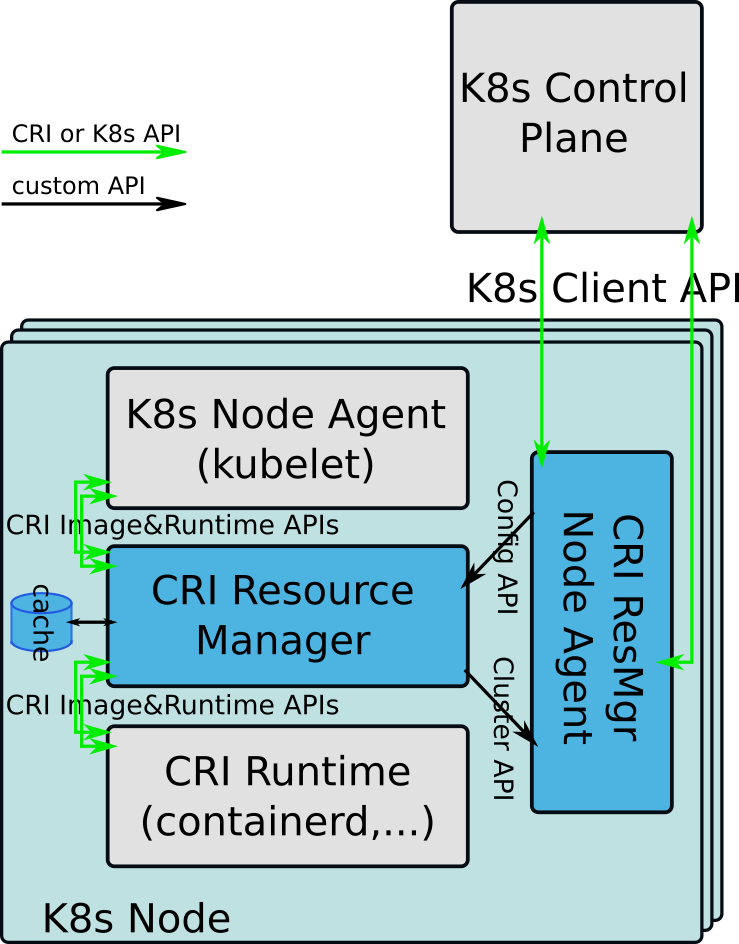 K8s Control
Plane
CRI or K8s API
custom API
K8s Client API
K8s Node Agent
(kubelet)
CRI Image&Runtime APIs
Config API
CRI ResMgr
Node Agent
CRI Resource
Manager
cache
Cluster API
CRI Image&Runtime APIs
CRI Runtime
(containerd,...)
K8s Node